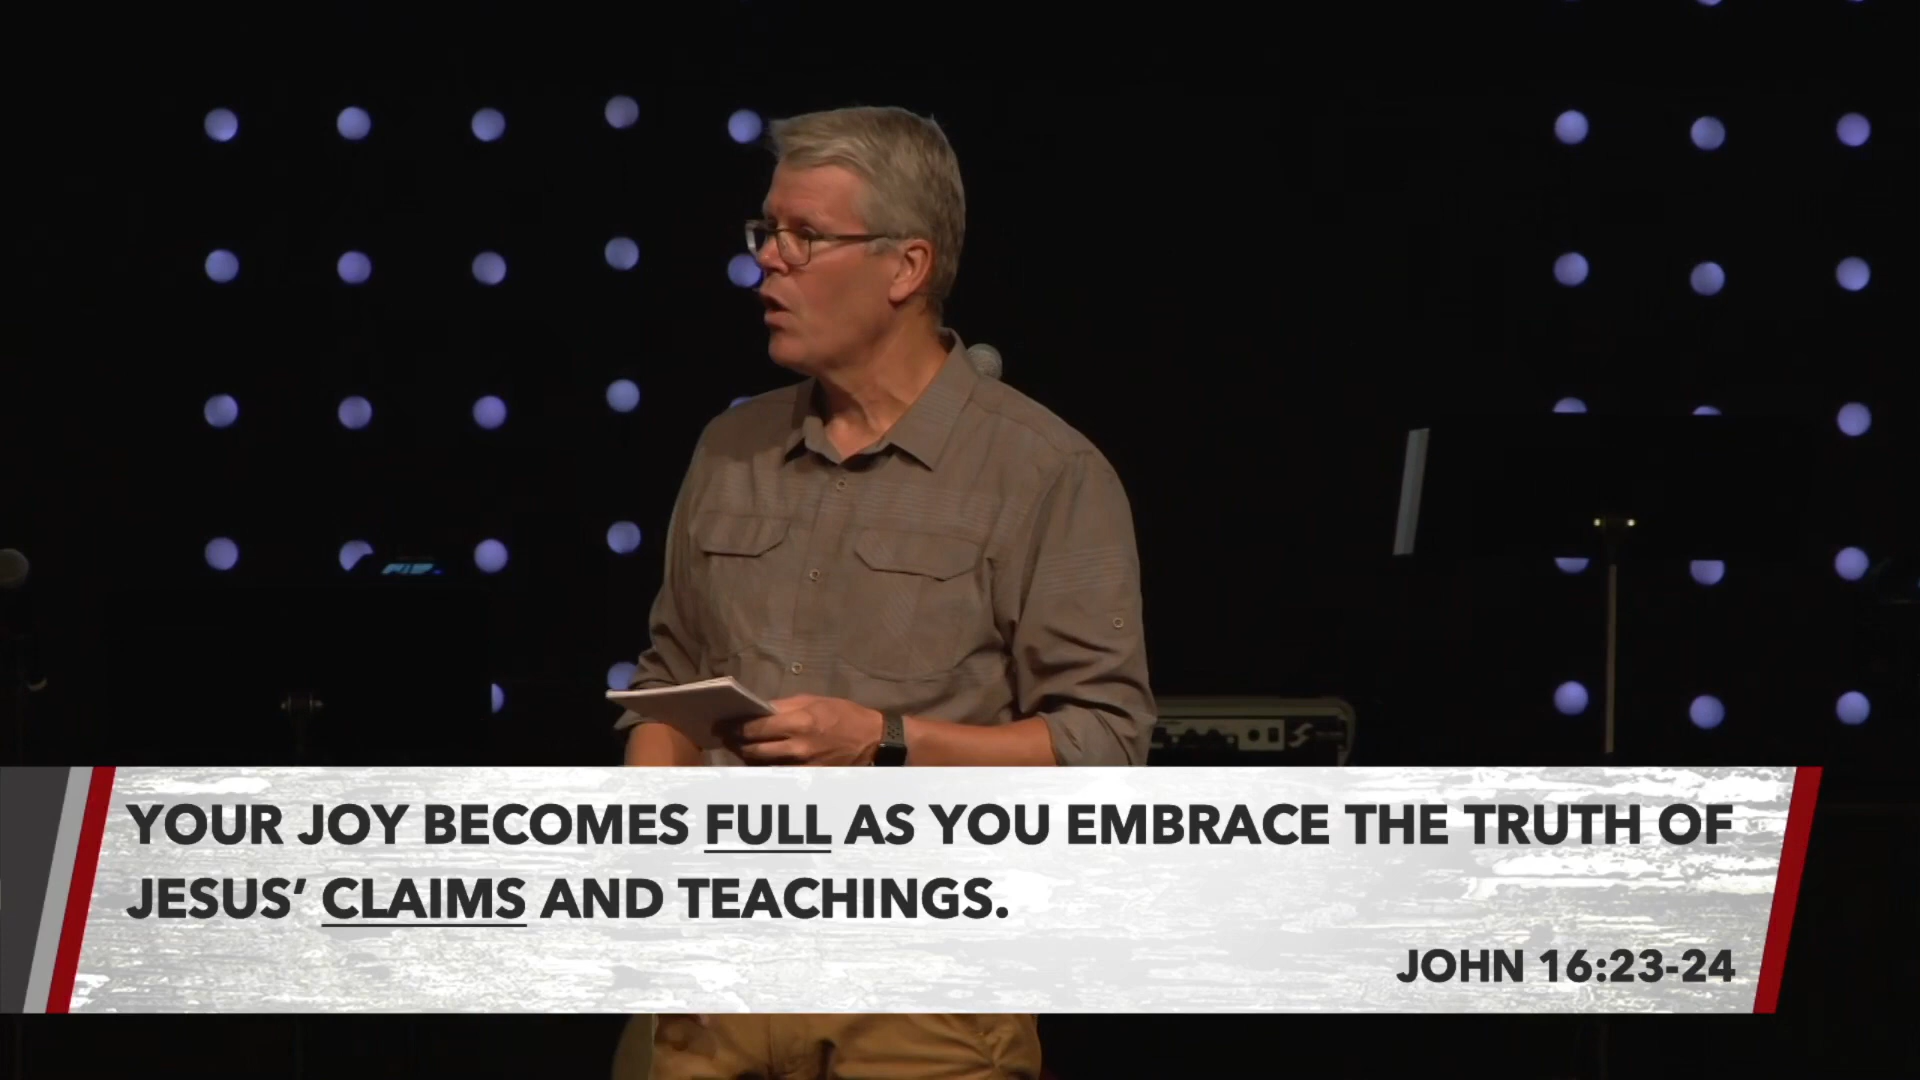 YOUR JOY BECOMES FULL AS YOU EMBRACE THE TRUTH OF
JESUS’ CLAIMS AND TEACHINGS.
JOHN 16:23-24